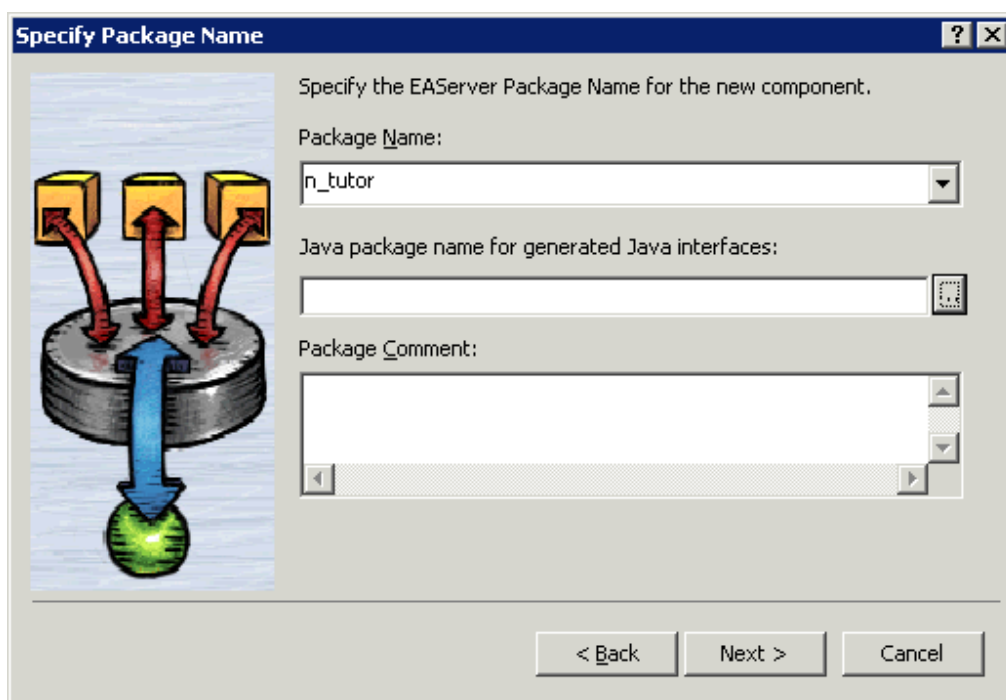 Specify Package Name
Specify the EAServer Package Name for the new component.
Package Name:
n_tutor
Java package name for generated Java interfaces:
...
Package Comment:
< Back
Next >
Cancel